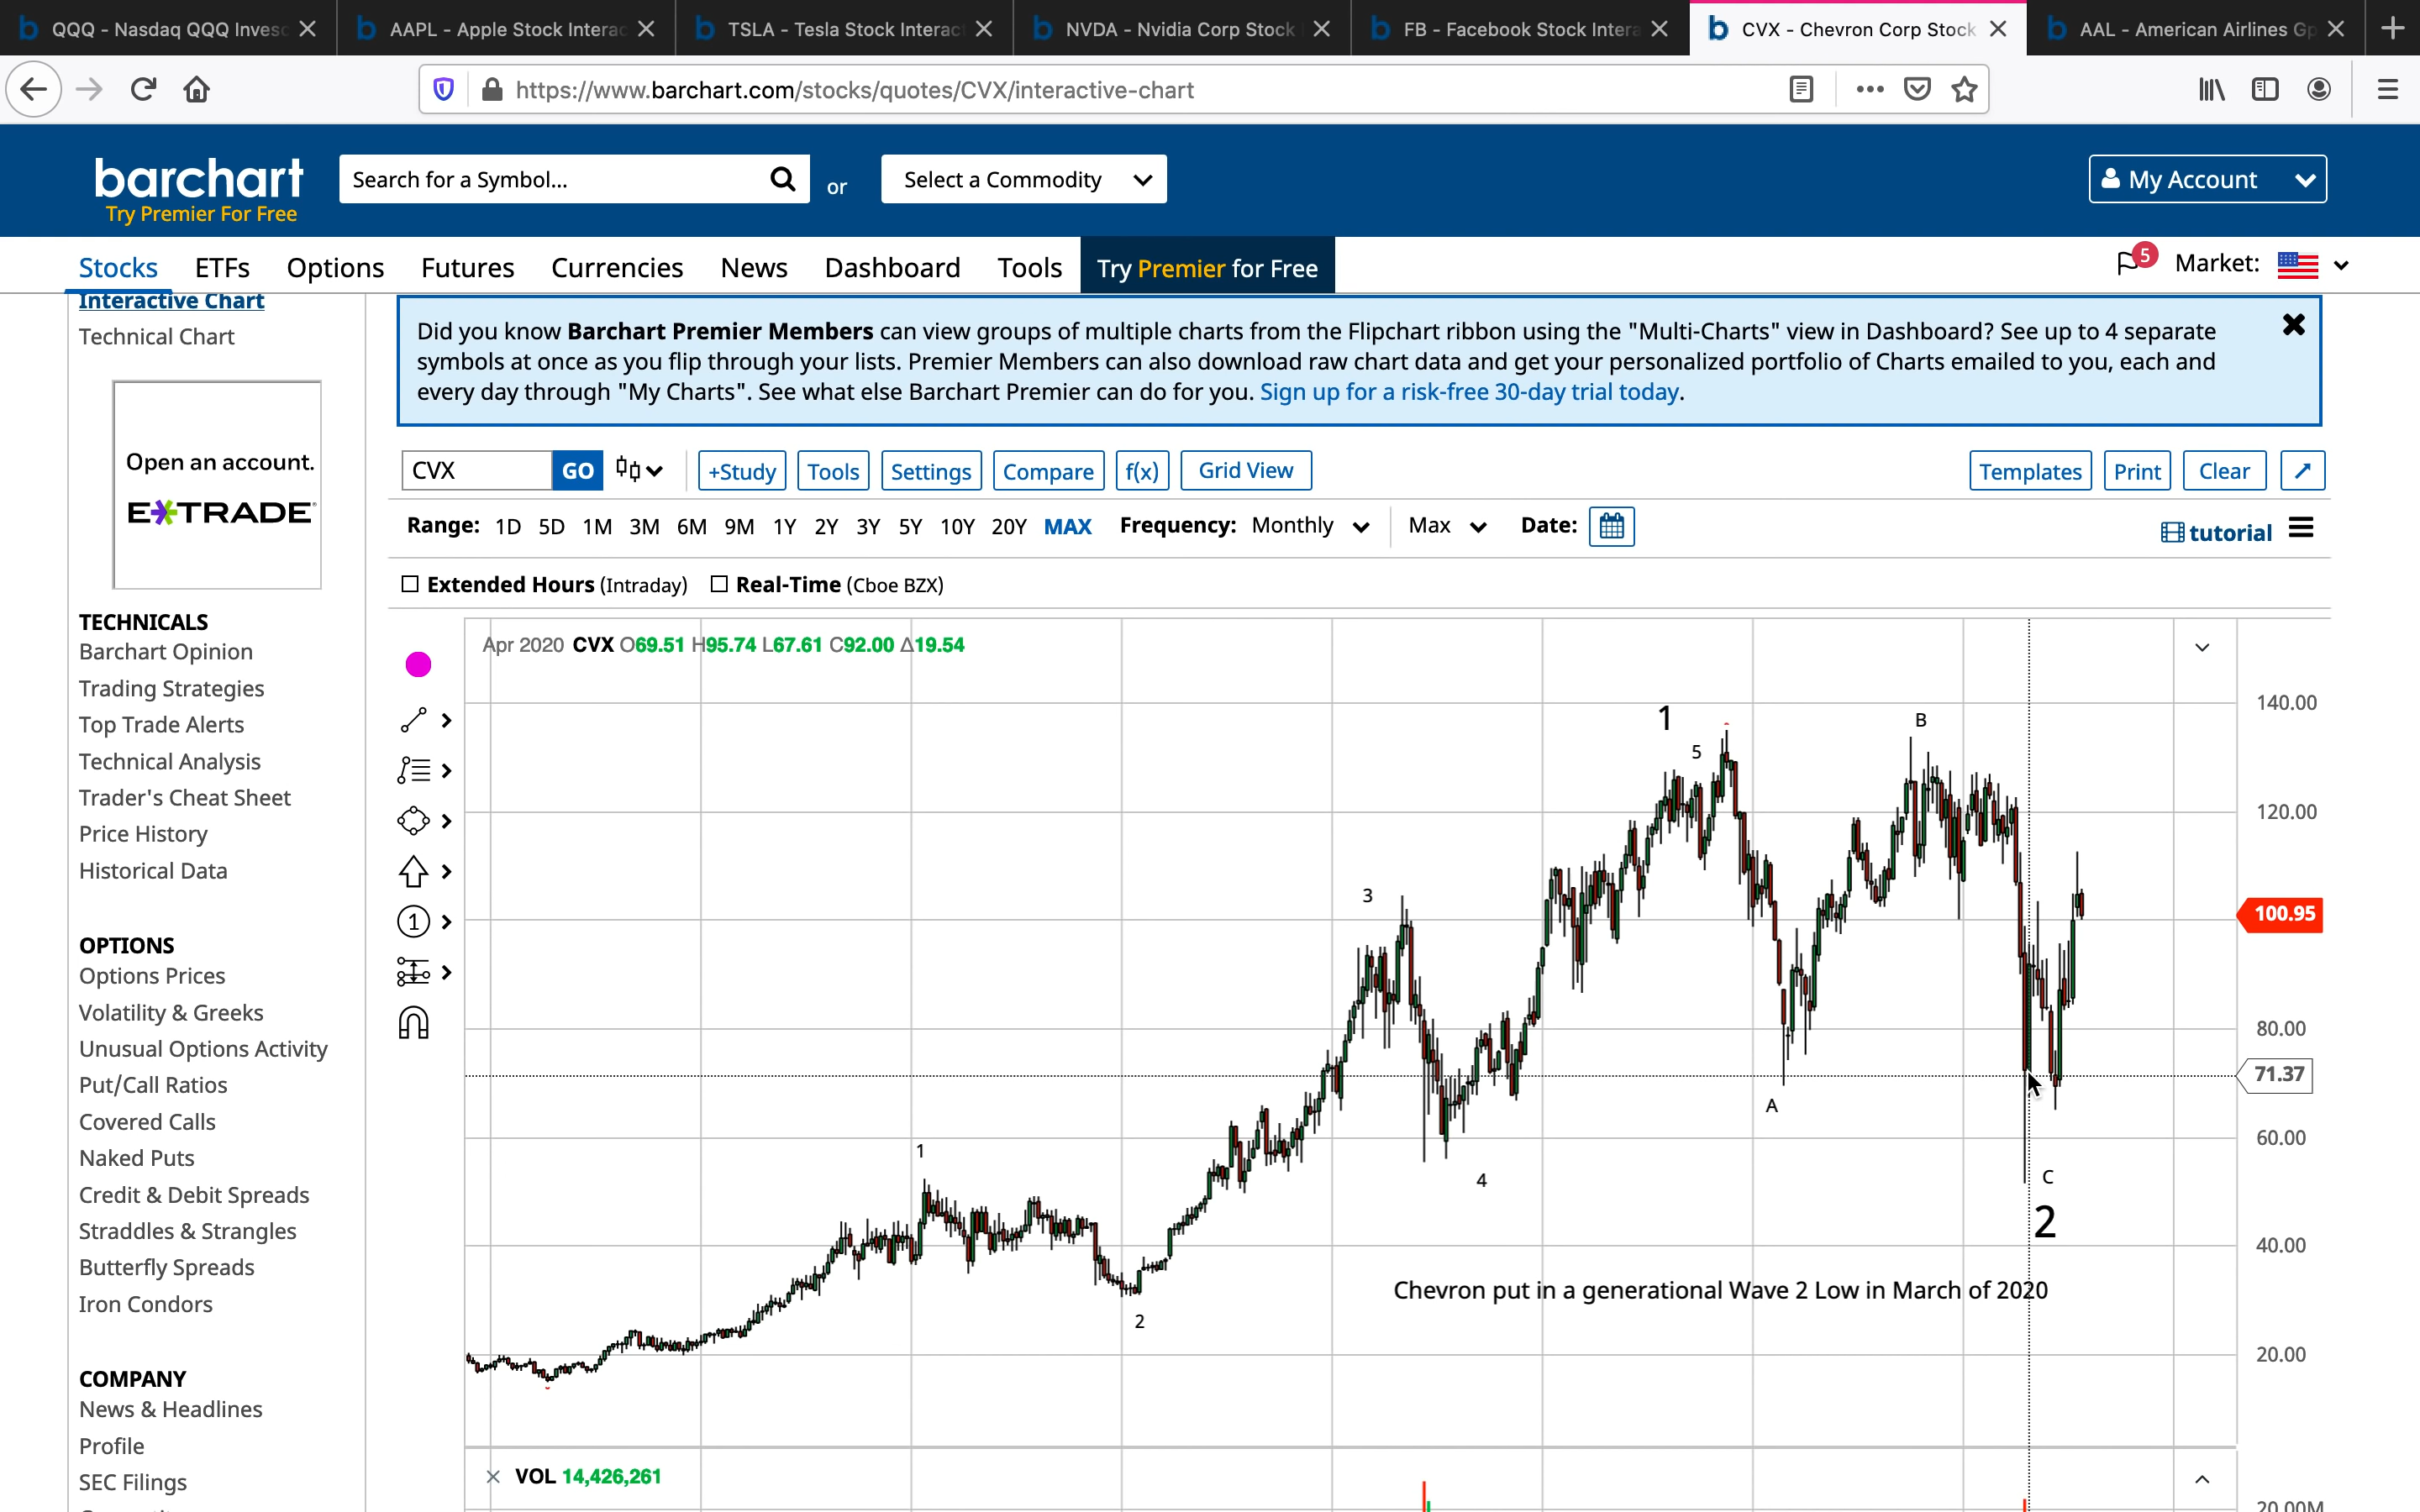 QQQ - Nasdaq QQQ Inves
AAPL - Apple Stock Interac
TSLA - Tesla Stock Interact
NVDA - Nvidia Corp Stock
FB - Facebook Stock Intera
CVX - Chevron Corp Stock
AAL - American Airlines Gp
https://www.barchart.com/stocks/quotes/CVX/interactive-chart
barchart
Try Premier For Free
Search for a Symbol...
or
Select a Commodity
My Account
Stocks ETFs Options Futures Currencies News Dashboard Tools Try Premier for Free
5 Market:
Interactive Chart
Technical Chart
Open an account.
E*TRADE
TECHNICALS
Barchart Opinion
Trading Strategies
Top Trade Alerts
Technical Analysis
Trader's Cheat Sheet
Price History
Historical Data
OPTIONS
Options Prices
Volatility & Greeks
Unusual Options Activity
Put/Call Ratios
Covered Calls
Naked Puts
Credit & Debit Spreads
Straddles & Strangles
Butterfly Spreads
Iron Condors
COMPANY
News & Headlines
Profile
SEC Filings
Did you know Barchart Premier Members can view groups of multiple charts from the Flipchart ribbon using the "Multi-Charts" view in Dashboard? See up to 4 separate
symbols at once as you flip through your lists. Premier Members can also download raw chart data and get your personalized portfolio of Charts emailed to you, each and
every day through "My Charts". See what else Barchart Premier can do for you. Sign up for a risk-free 30-day trial today.
CVX GO +Study Tools Settings Compare f(x) Grid View Templates Print Clear
Range: 1D 5D 1M 3M 6M 9M 1Y 2Y 3Y 5Y 10Y 20Y MAX Frequency: Monthly Max Date: tutorial
Extended Hours (Intraday) Real-Time (Cboe BZX)
Apr 2020 CVX O69.51 H95.74 L67.61 C92.00 Δ19.54
1
140.00
1
B
5
120.00
3
100.95
80.00
71.37
A
60.00
1
C
4
2
40.00
Chevron put in a generational Wave 2 Low in March of 2020
2
20.00
VOL 14,426,261
20.00M